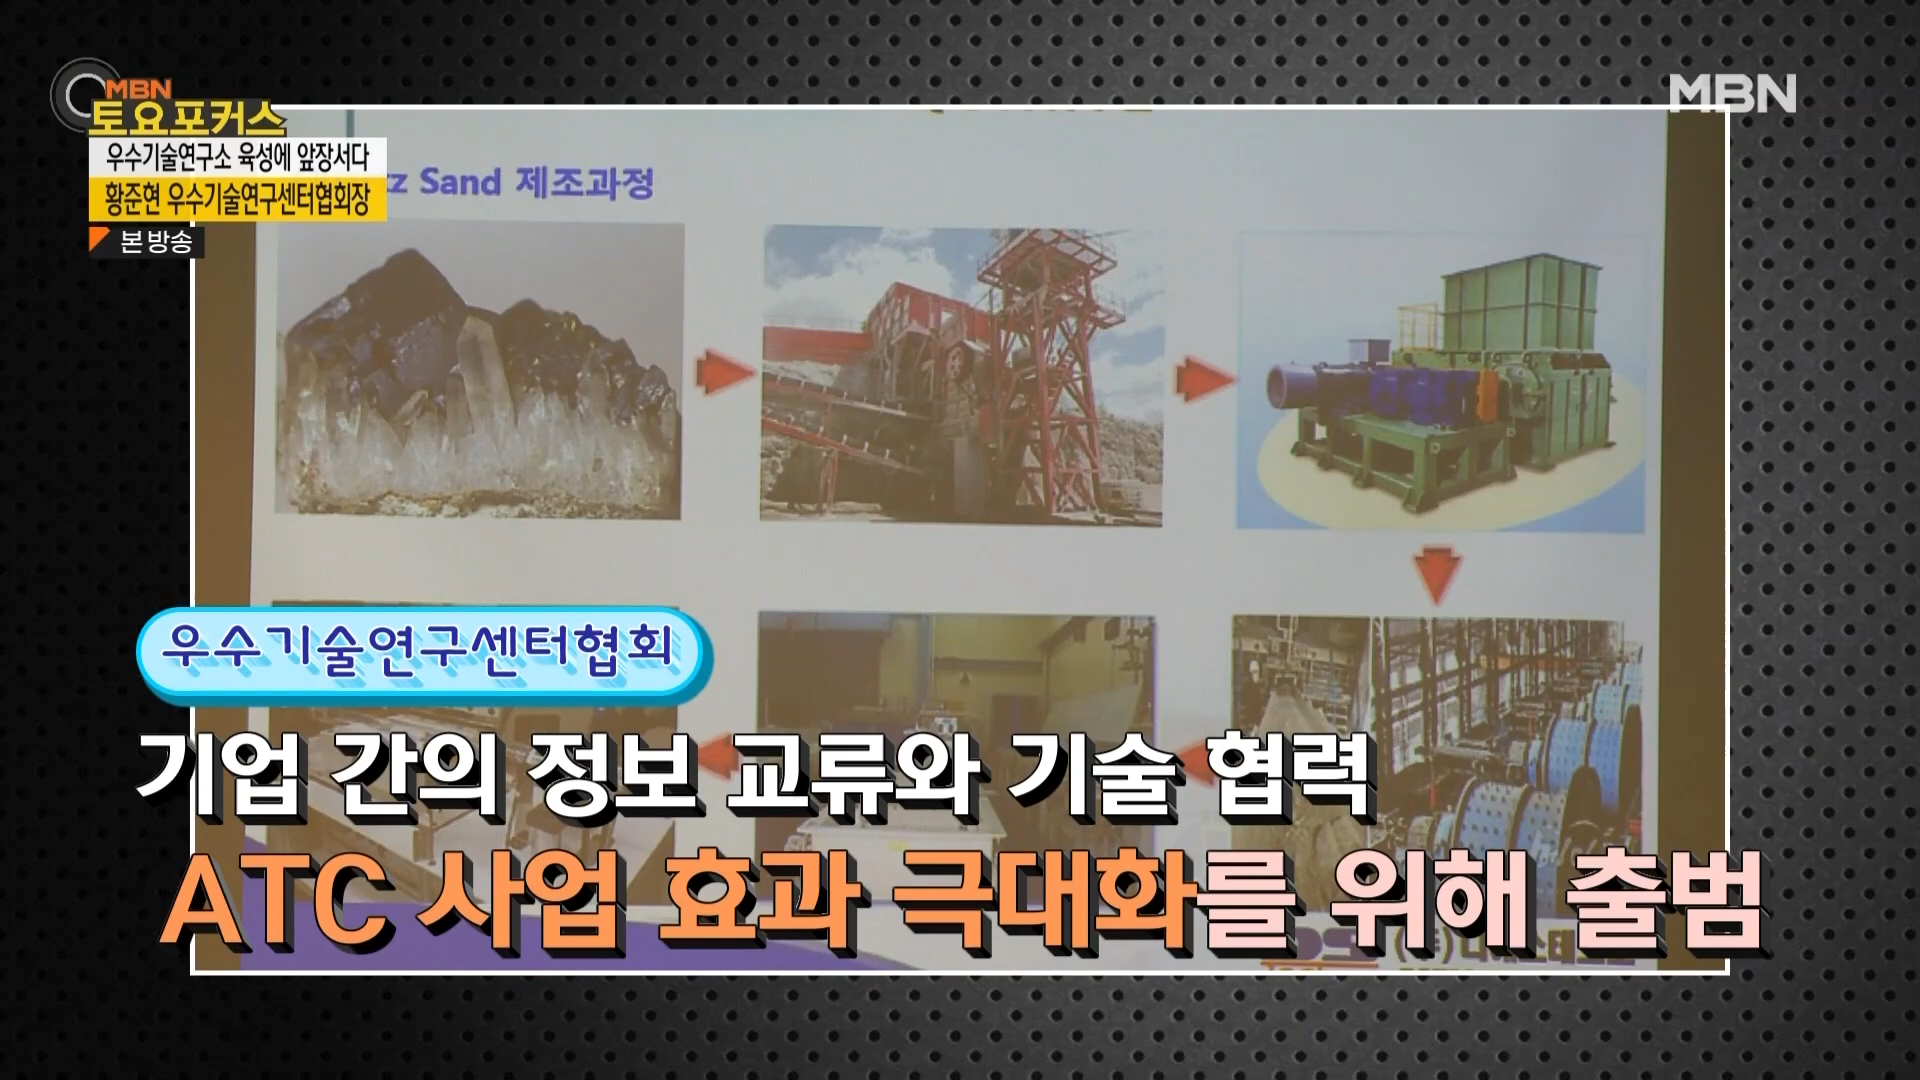 MBN
토요포커스
우수기술연구소 육성에 앞장서다
황준현 우수기술연구센터협회장
본방송
MBN
Sand 제조과정
우수기술연구센터협회
기업 간의 정보 교류와 기술 협력
ATC 사업 효과 극대화를 위해 출범